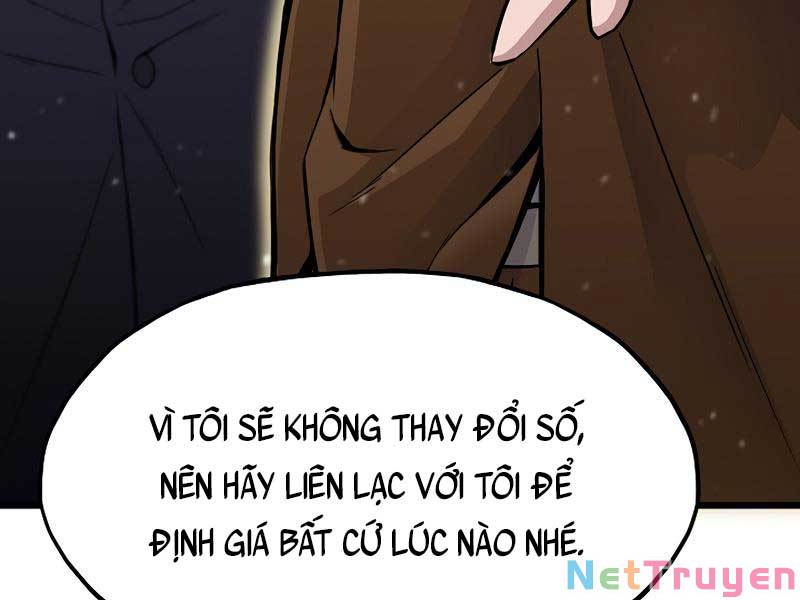 VÌ TÔI SẼ KHÔNG THAY ĐỔI SỐ,
NÊN HÃY LIÊN LẠC VỚI TÔI ĐỂ
ĐỊNH GIÁ BẤT CỨ LÚC NÀO NHÉ.
NetTruyen